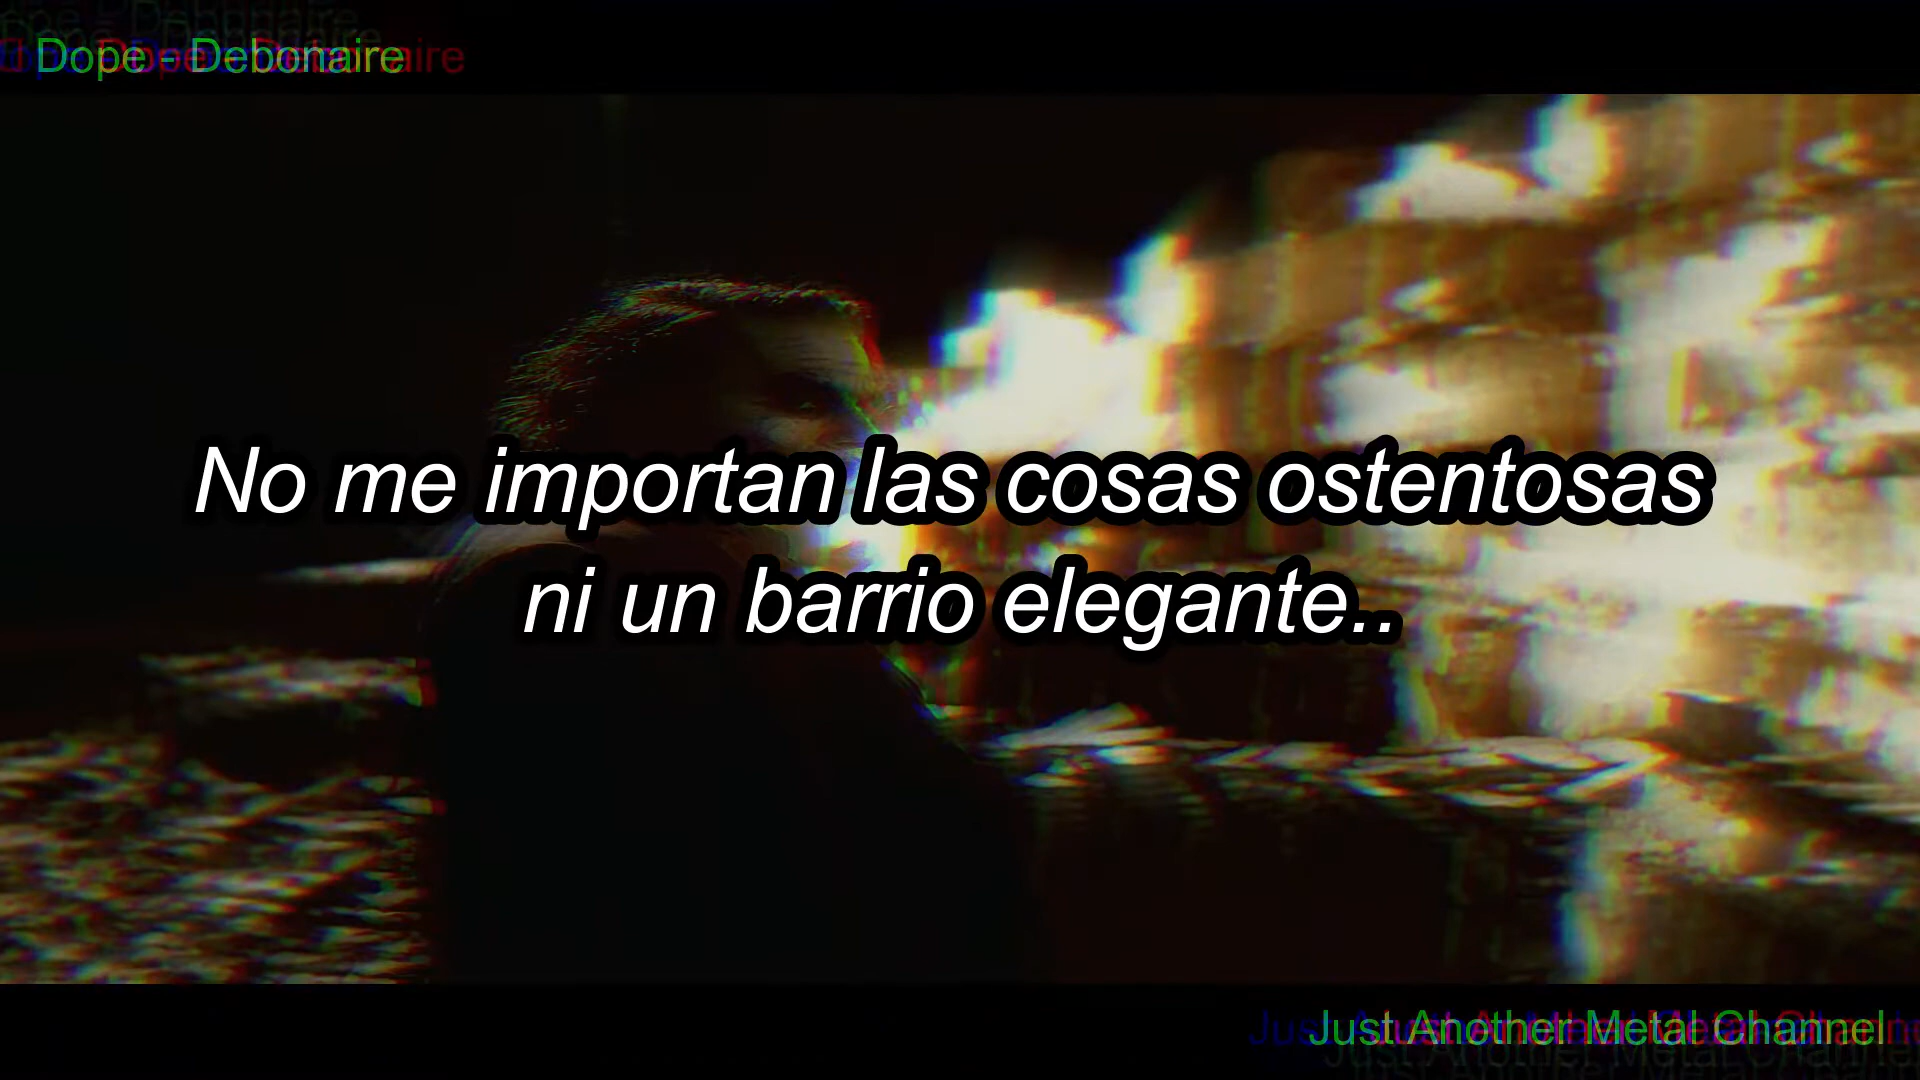 Dope - Debonaire
No me importan las cosas ostentosas
ni un barrio elegante..
Just Another Metal Channel